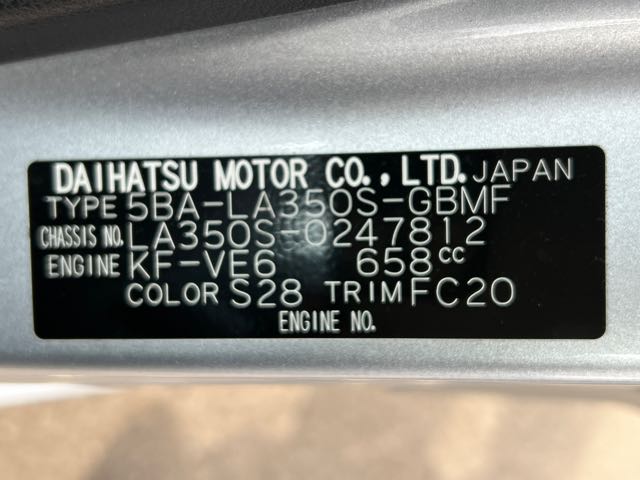 DAIHATSU MOTOR CO., LTD. JAPAN
TYPE 5BA-LA350S-GBMF
CHASSIS NO. LA350S-0247812
ENGINE KF-VE6 658cc
COLOR S28 TRIM FC20
ENGINE NO.